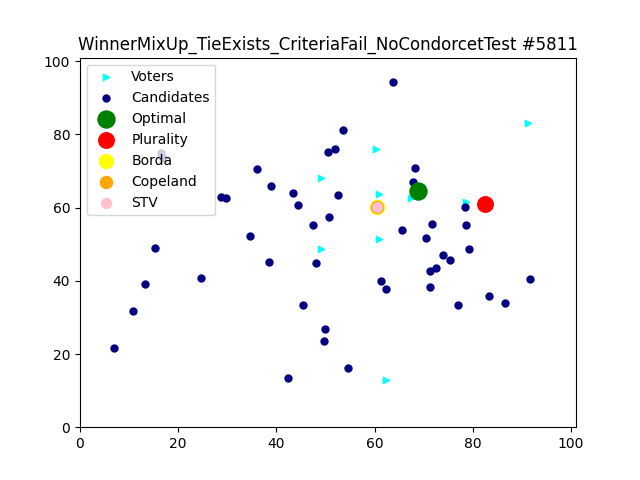 WinnerMixUp_TieExists_CriteriaFail_NoCondorcetTest #5811
100
80
60
40
20
0
Voters
Candidates
Optimal
Plurality
Borda
Copeland
STV
0 20 40 60 80 100